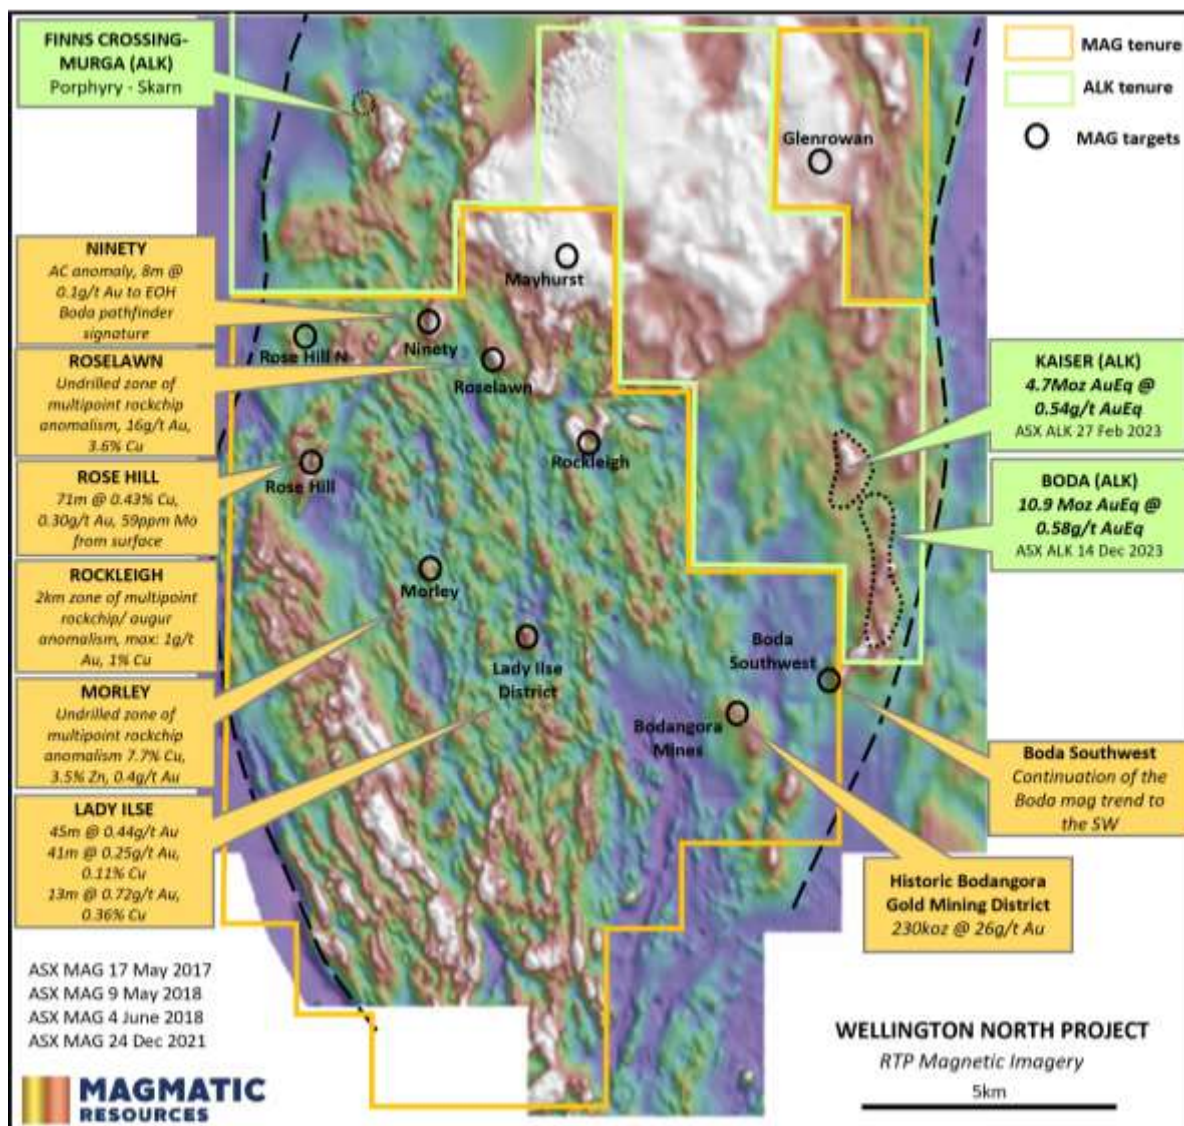 FINNS CROSSING-
MURGA (ALK)
Porphyry - Skarn
MAG tenure
ALK tenure
MAG targets
Glenrowan
Mayhurst
NINETY
AC anomaly, 8m @
0.1g/t Au to EOH
Boda pathfinder
signature
Rose Hill N
Ninety
Roselawn
ROSELAWN
Undrilled zone of
multipoint rockchip
anomalism, 16g/t Au,
3.6% Cu
KAISER (ALK)
4.7Moz AuEq @
0.54g/t AuEq
ASX ALK 27 Feb 2023
Rockleigh
Rose Hill
ROSE HILL
71m @ 0.43% Cu,
0.30g/t Au, 59ppm Mo
from surface
BODA (ALK)
10.9 Moz AuEq @
0.58g/t AuEq
ASX ALK 14 Dec 2023
ROCKLEIGH
2km zone of multipoint
rockchip/ augur
anomalism, max: 1g/t
Au, 1% Cu
Morley
Lady Ilse
District
Boda
Southwest
Bodangora
Mines
MORLEY
Undrilled zone of
multipoint rockchip
anomalism 7.7% Cu,
3.5% Zn, 0.4g/t Au
Boda Southwest
Continuation of the
Boda mag trend to
the SW
LADY ILSE
45m @ 0.44g/t Au
41m @ 0.25g/t Au,
0.11% Cu
13m @ 0.72g/t Au,
0.36% Cu
Historic Bodangora
Gold Mining District
230koz @ 26g/t Au
ASX MAG 17 May 2017
ASX MAG 9 May 2018
ASX MAG 4 June 2018
ASX MAG 24 Dec 2021
WELLINGTON NORTH PROJECT
RTP Magnetic Imagery
5km
MAGMATIC
RESOURCES